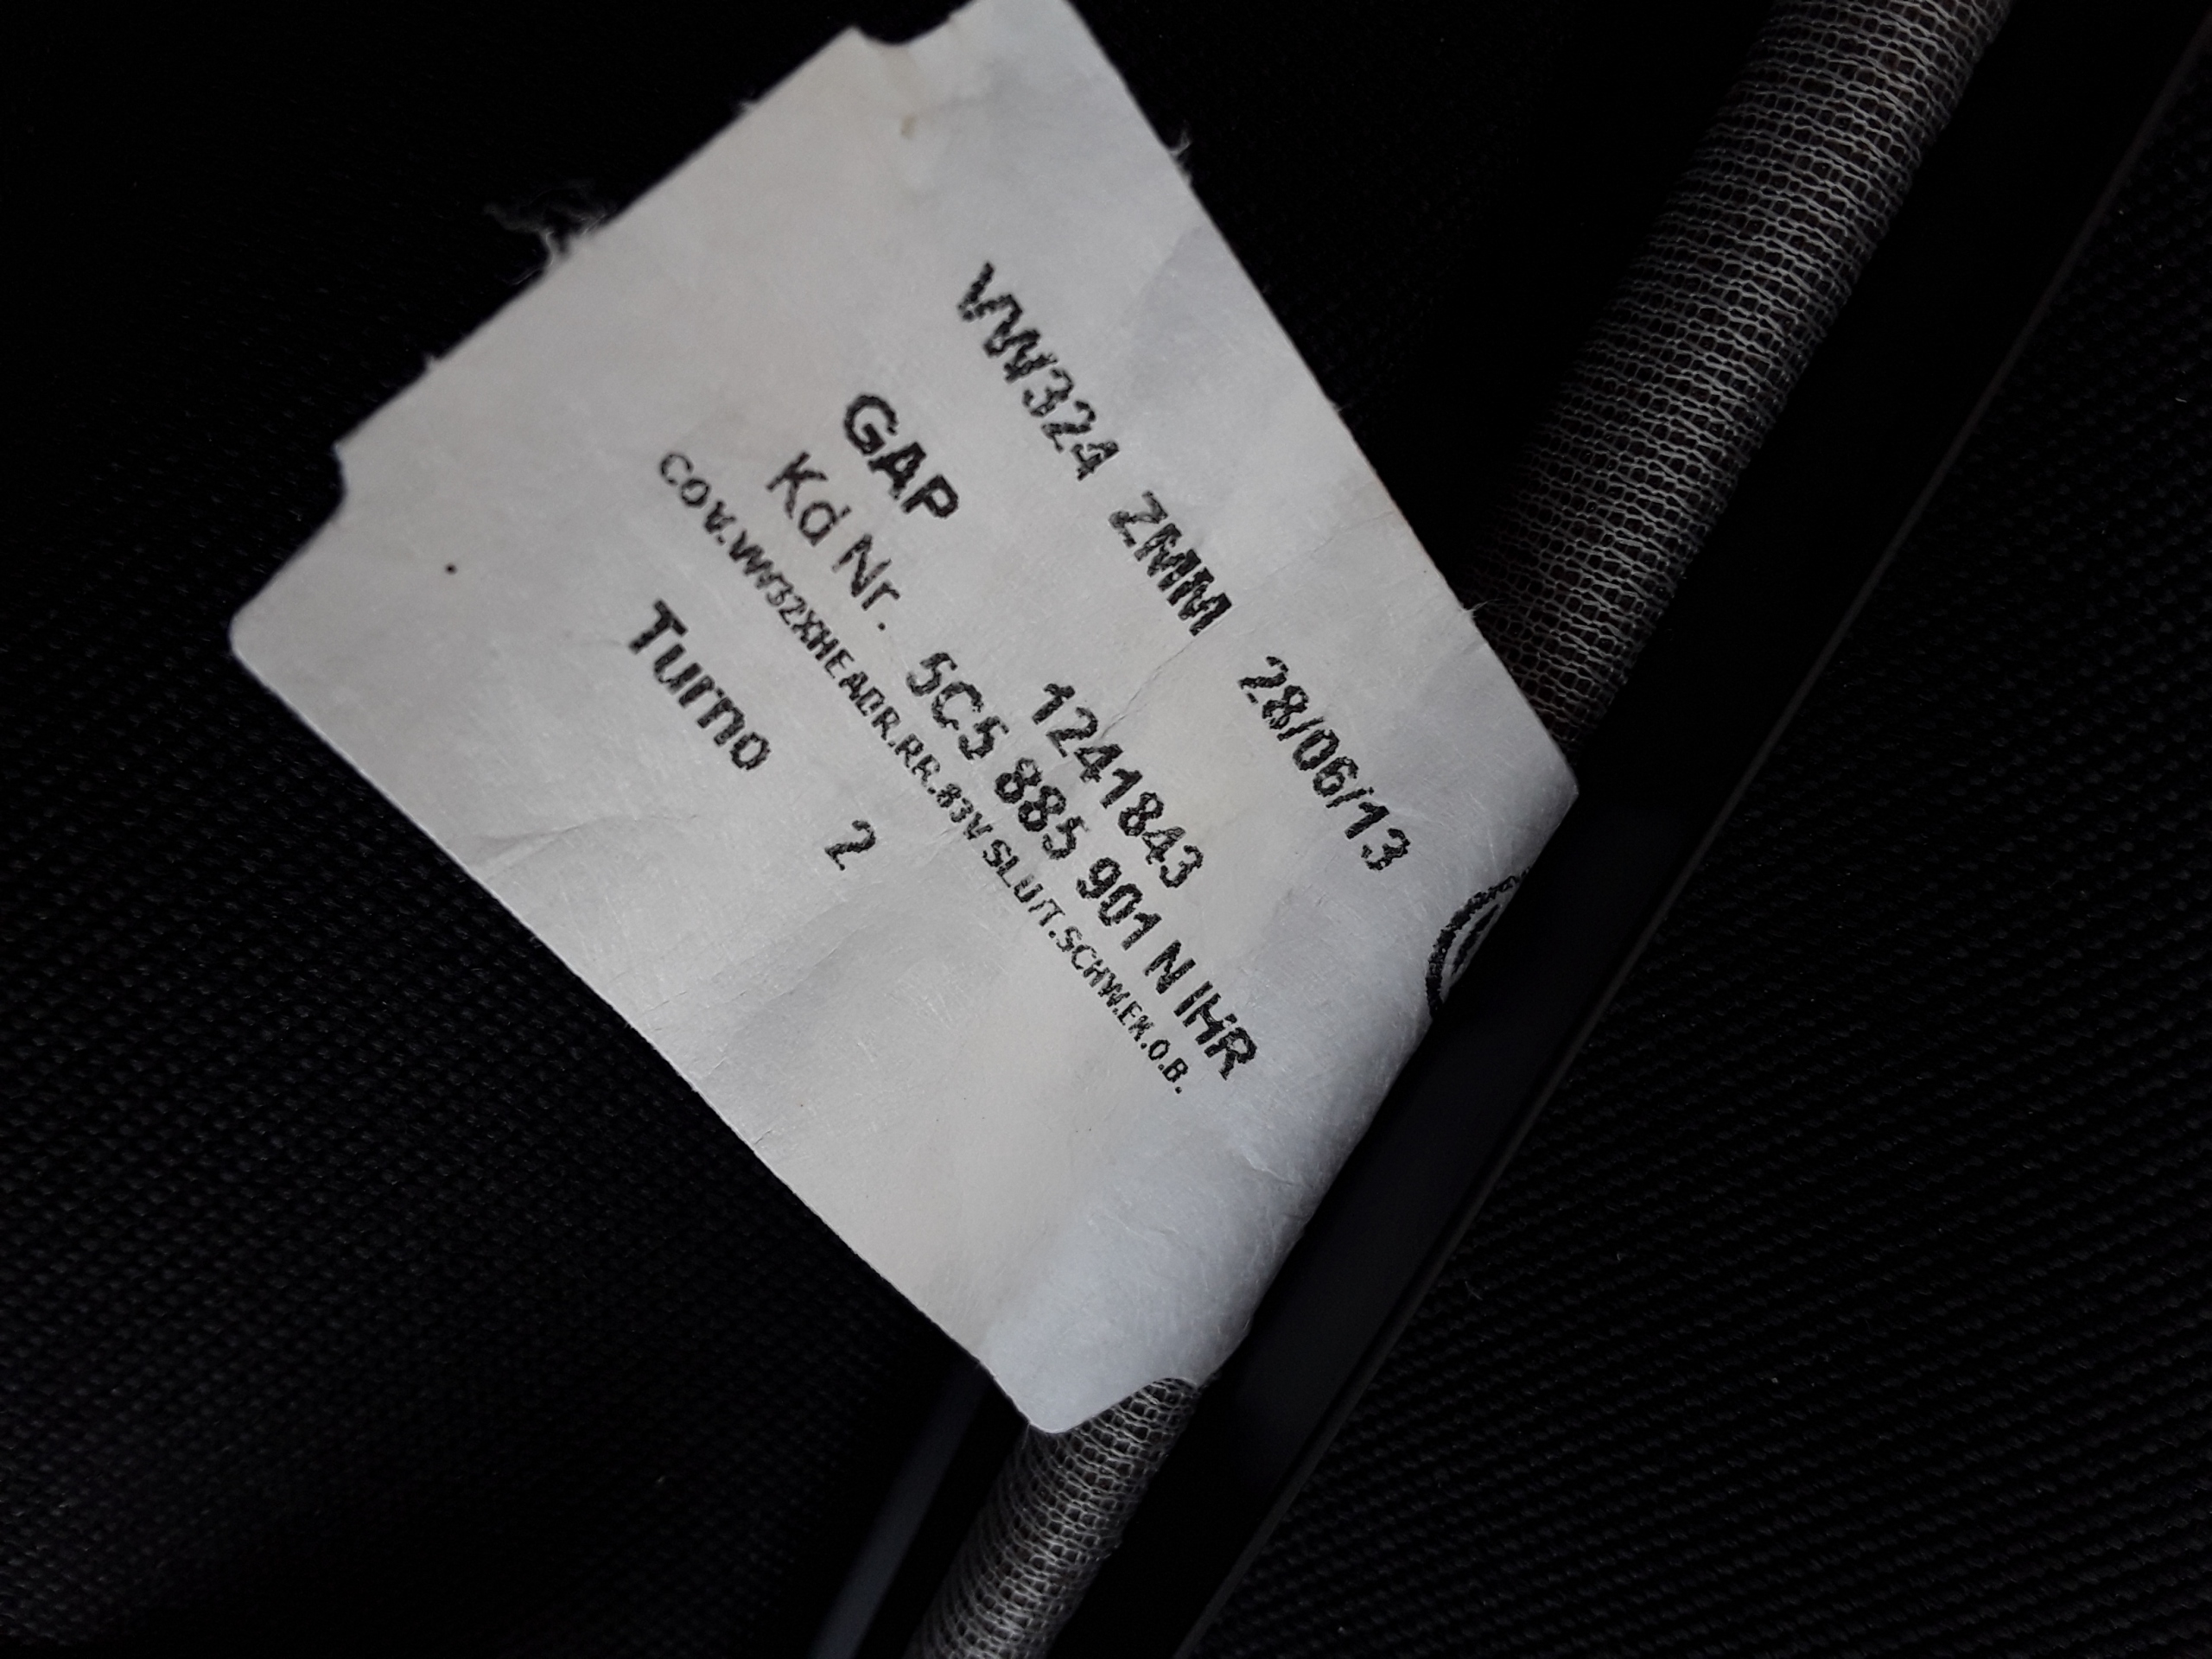 VW324 ZMM 28/06/13
GAP 1241843
Kd Nr. 5C5 885 901 N IHR
COV.VW32XHEADR.RR.83V SLU/T.SCHW.EK.O.B.
Turno 2